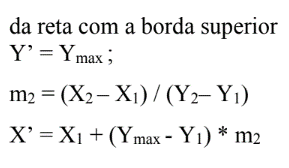 da reta com a borda superior
Y’ = Ymax ;
m2 = (X2 – X1) / (Y2– Y1)
X’ = X1 + (Ymax - Y1) * m2